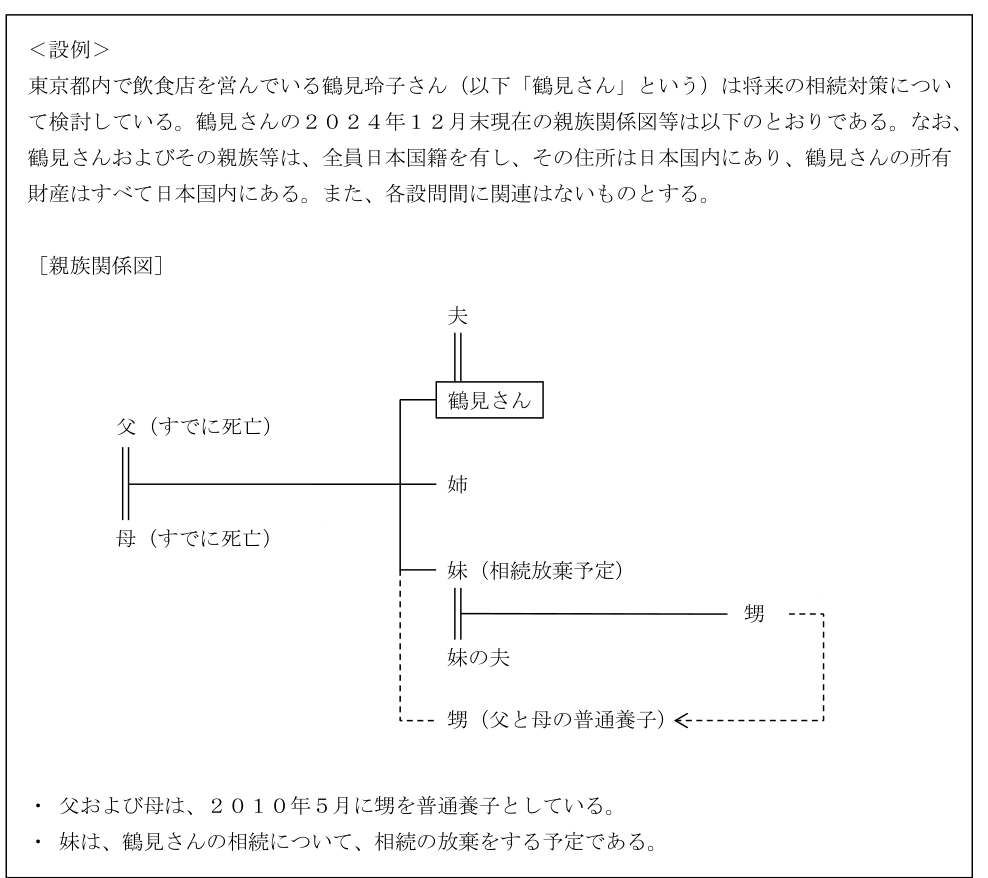 ＜設例＞
東京都内で飲食店を営んでいる鶴見玲子さん（以下「鶴見さん」という）は将来の相続対策につい
て検討している。鶴見さんの２０２４年１２月末現在の親族関係図等は以下のとおりである。なお、
鶴見さんおよびその親族等は、全員日本国籍を有し、その住所は日本国内にあり、鶴見さんの所有
財産はすべて日本国内にある。また、各設問間に関連はないものとする。
［親族関係図］
夫
鶴見さん
父（すでに死亡）
姉
母（すでに死亡）
妹（相続放棄予定）
甥
妹の夫
甥（父と母の普通養子）
・ 父および母は、２０１０年５月に甥を普通養子としている。
・ 妹は、鶴見さんの相続について、相続の放棄をする予定である。